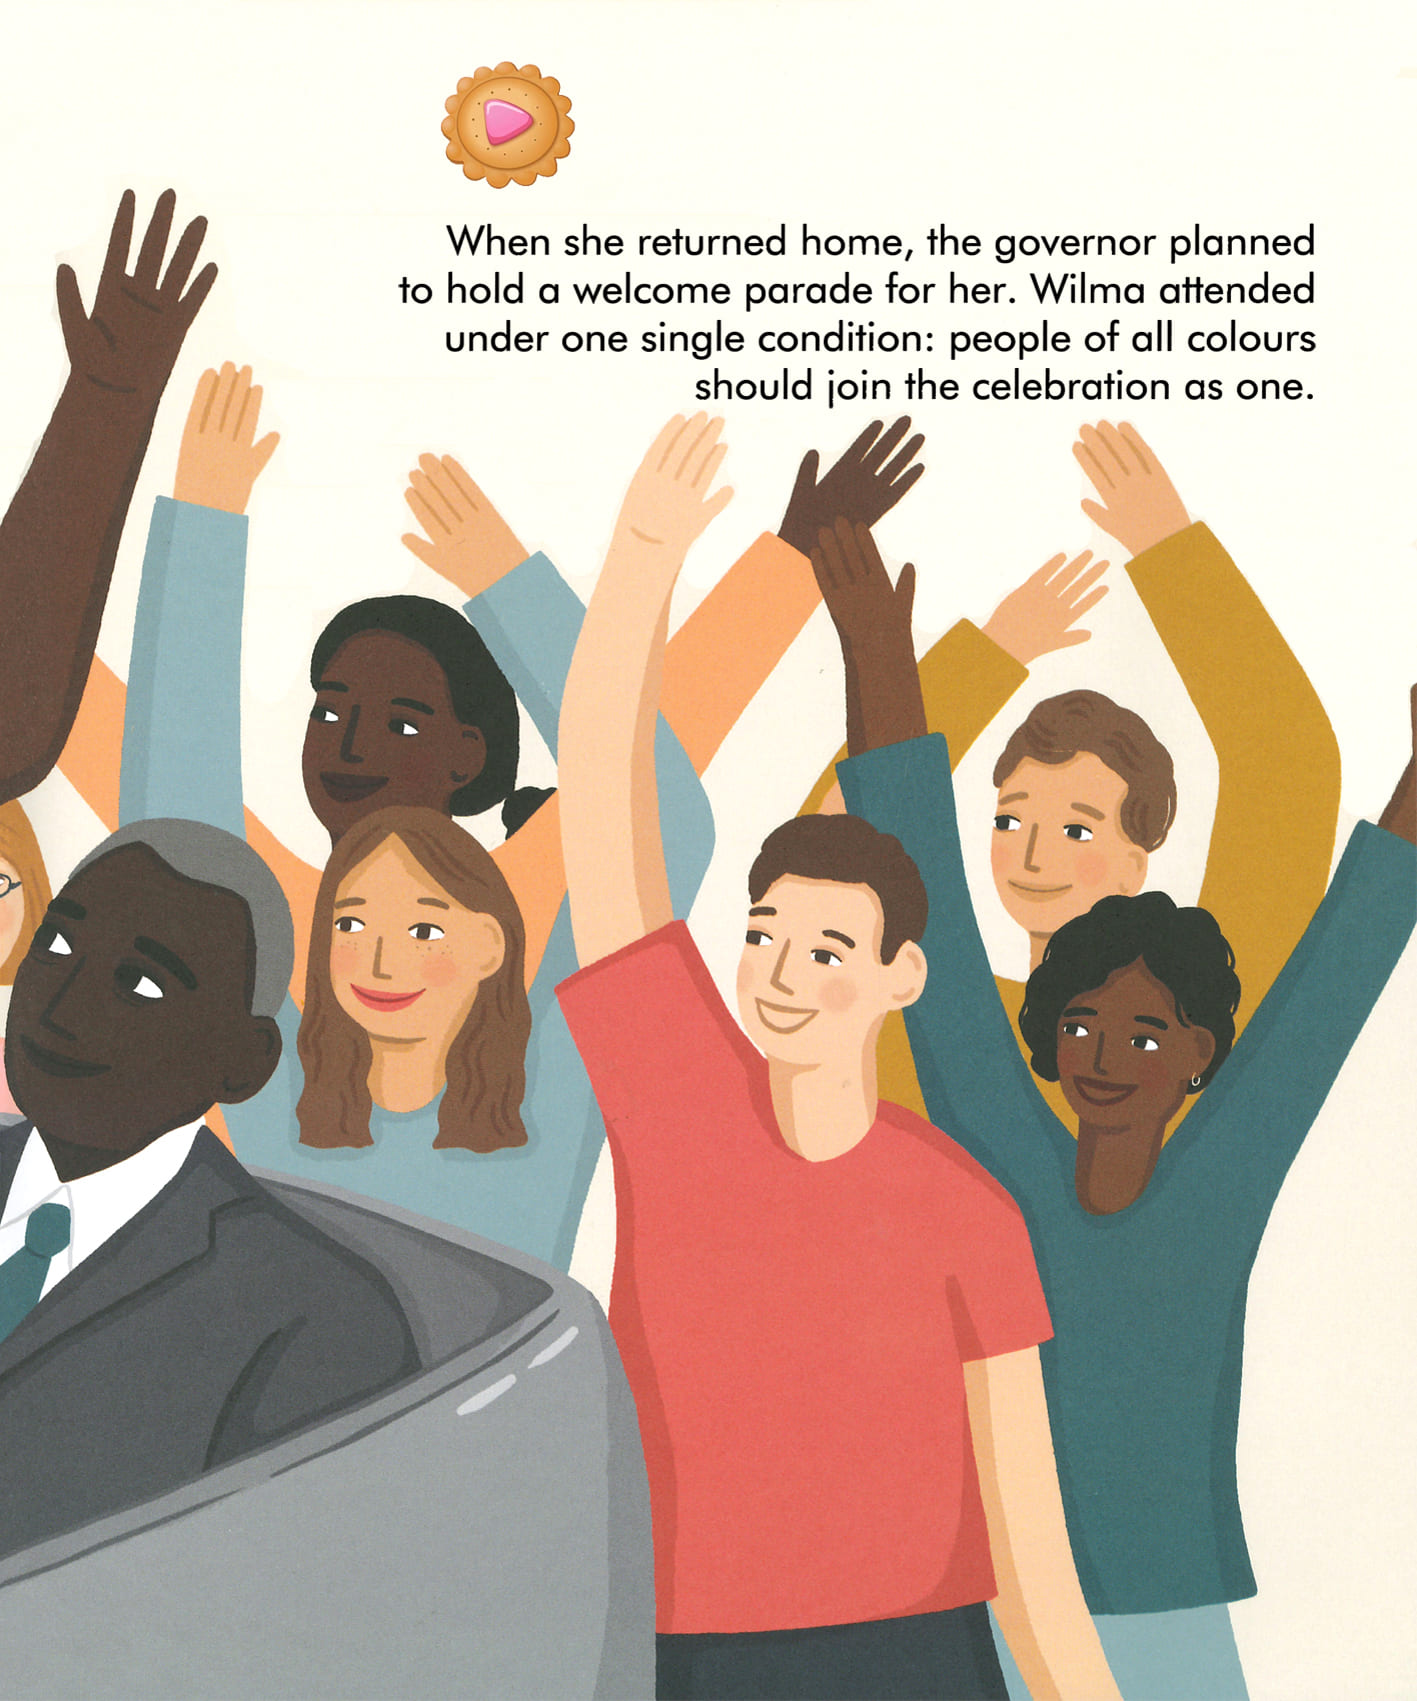 When she returned home, the governor planned
to hold a welcome parade for her. Wilma attended
under one single condition: people of all colours
should join the celebration as one.